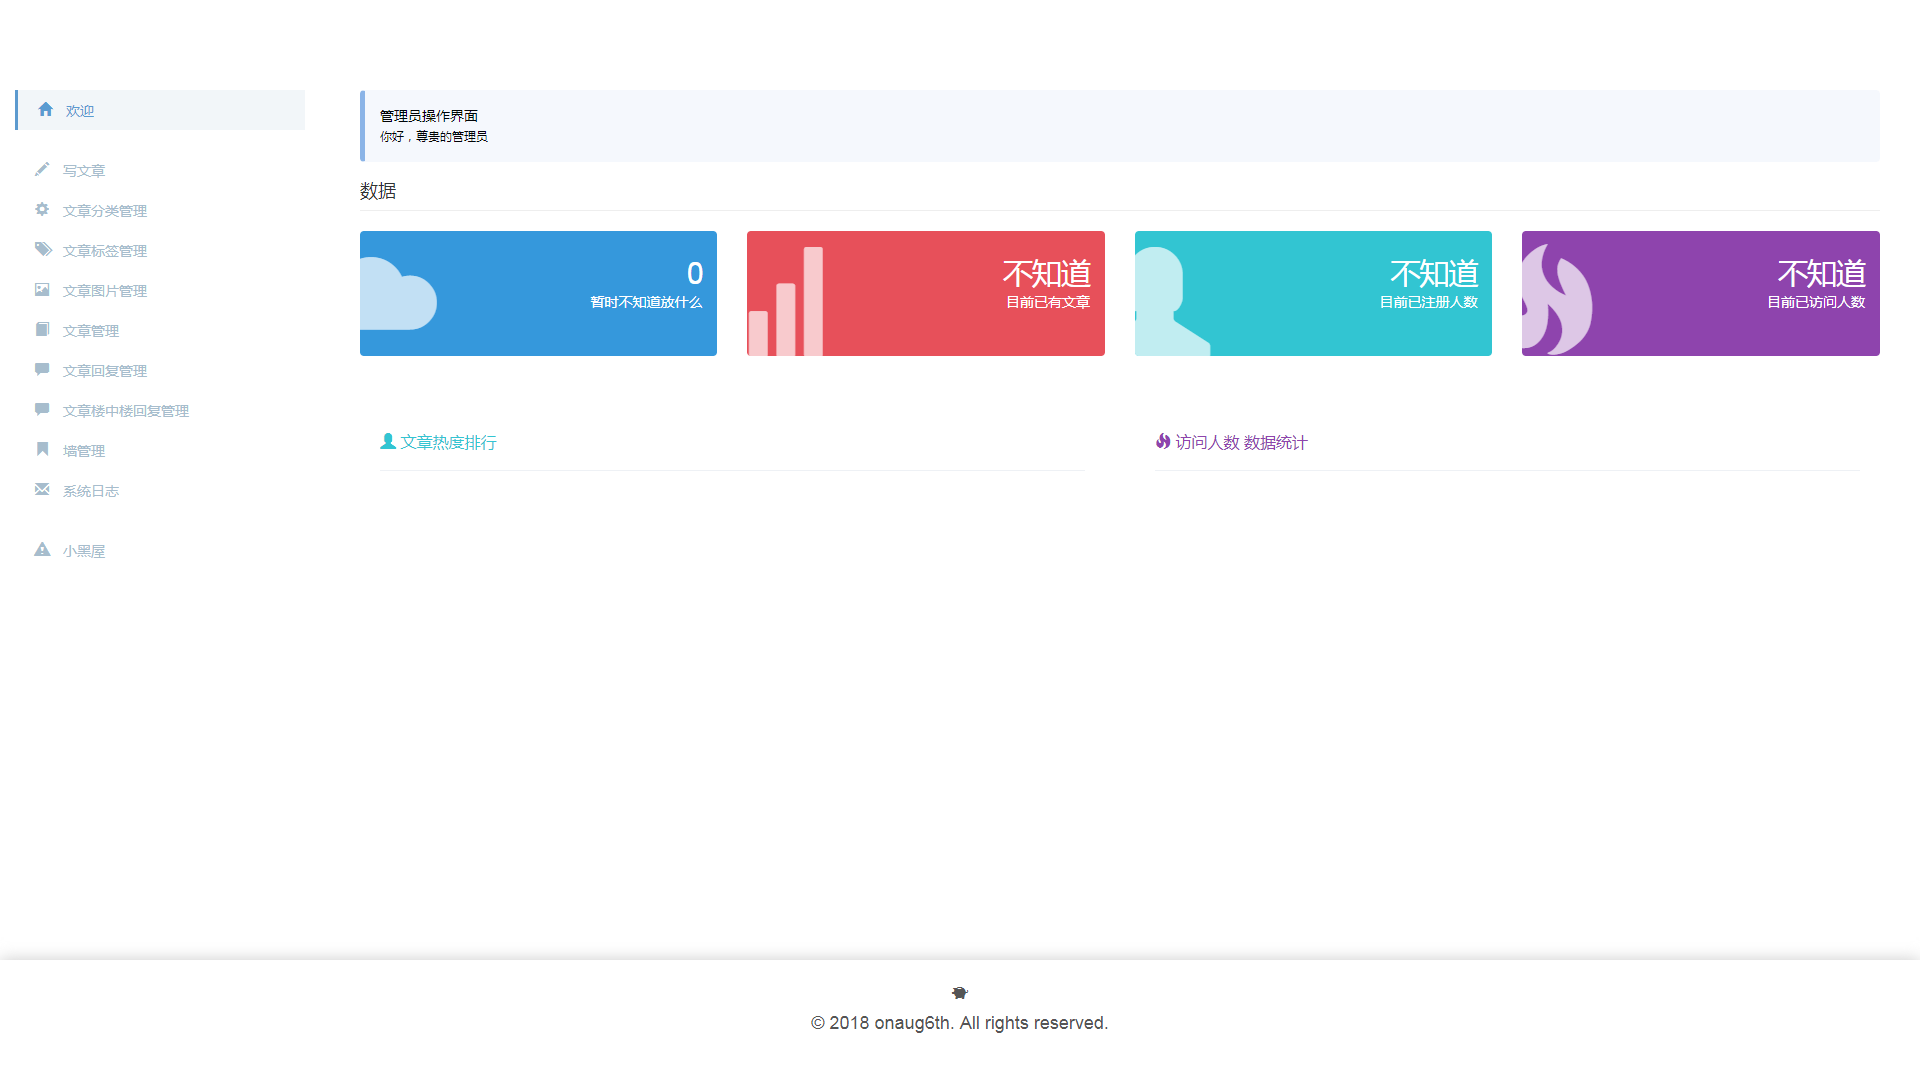 欢迎
写文章
文章分类管理
文章标签管理
文章图片管理
文章管理
文章回复管理
文章楼中楼回复管理
墙管理
系统日志
小黑屋
管理员操作界面
你好，尊贵的管理员
数据
0
暂时不知道放什么
不知道
目前已有文章
不知道
目前已注册人数
不知道
目前已访问人数
文章热度排行
访问人数 数据统计
© 2018 onaug6th. All rights reserved.